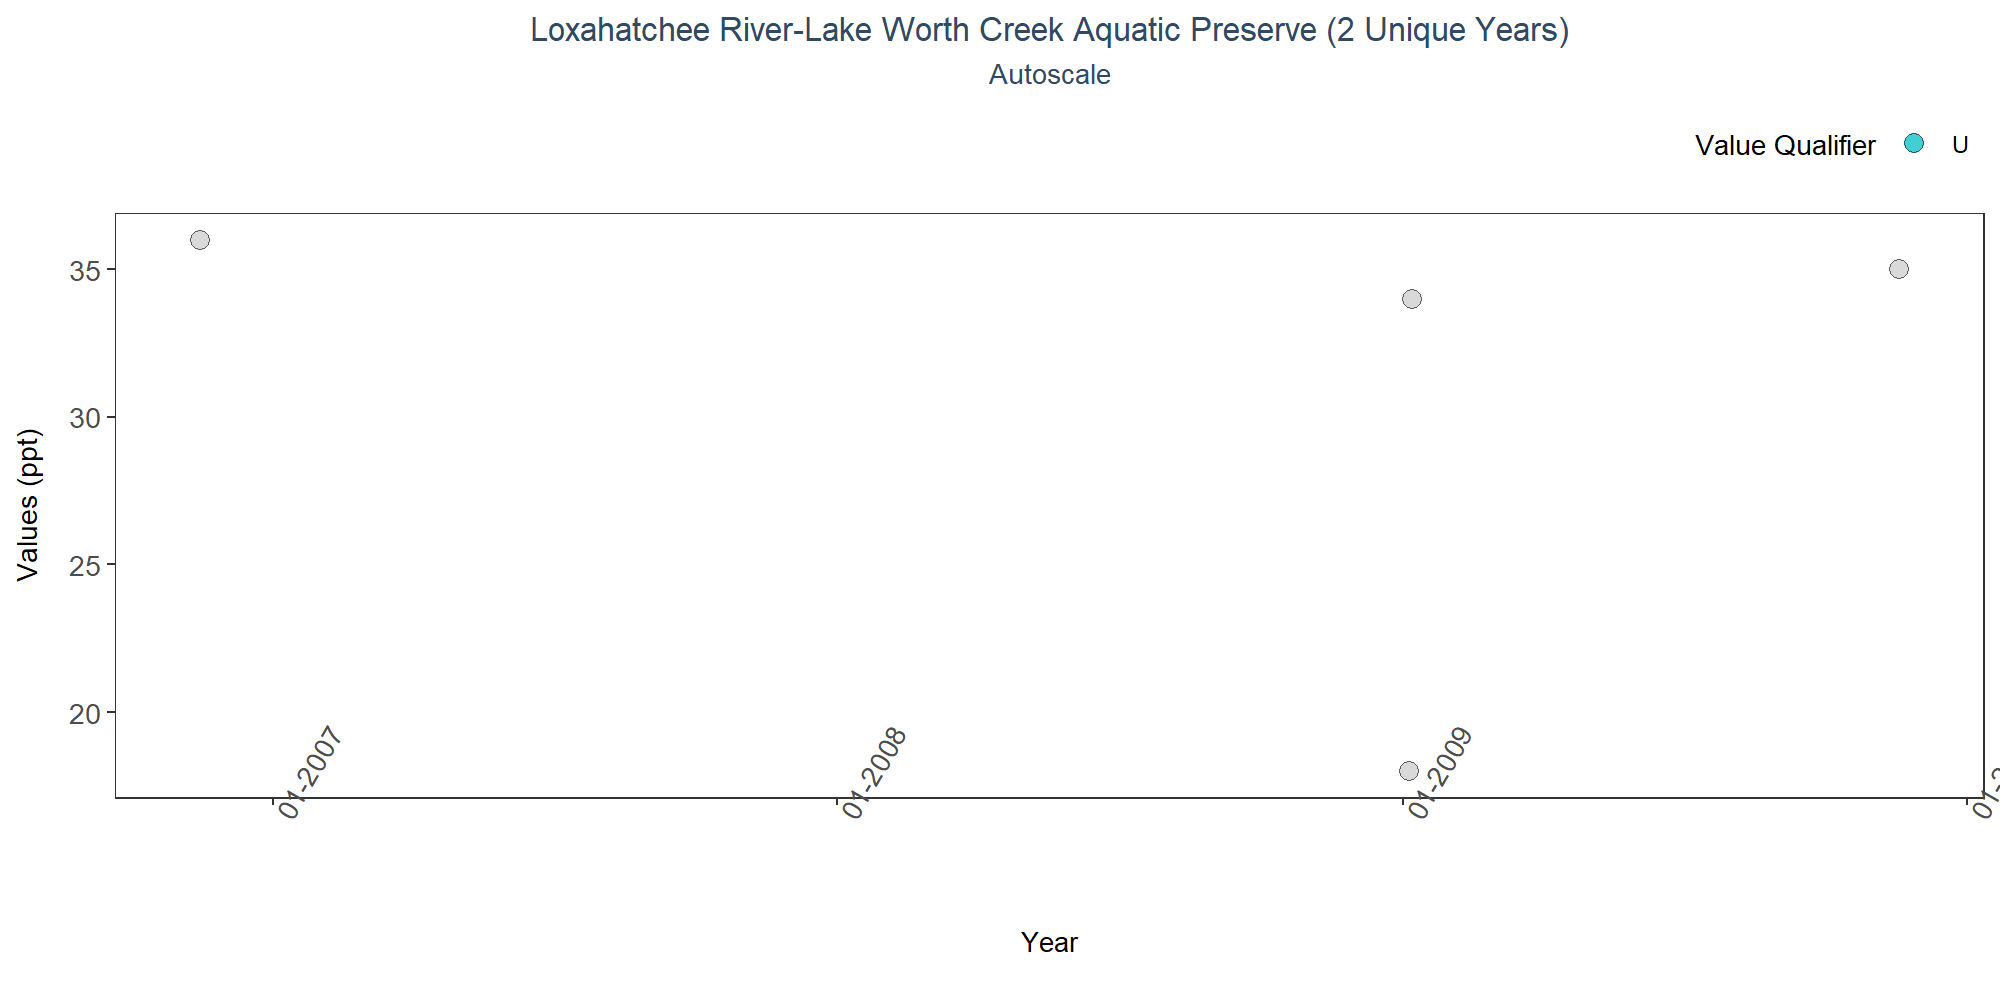 Loxahatchee River-Lake Worth Creek Aquatic Preserve (2 Unique Years)
Autoscale
Value Qualifier U
35
30
25
20
Values (ppt)
01-2007
01-2008
01-2009
Year